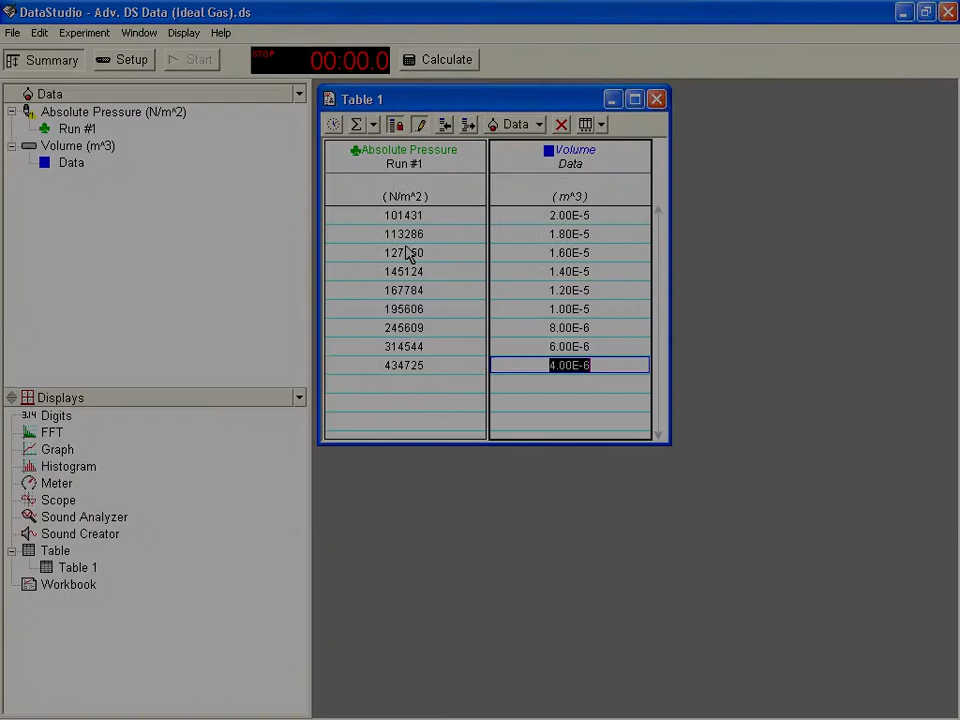 DataStudio - Adv. DS Data (Ideal Gas).ds
File Edit Experiment Window Display Help
Summary Setup Start STOP 00:00.0 Calculate
Data
Absolute Pressure (N/m^2)
Run #1
Volume (m^3)
Data
Displays
3.14 Digits
FFT
Graph
Histogram
Meter
Scope
Sound Analyzer
Sound Creator
Table
Table 1
Workbook
Table 1
Σ Data
Absolute Pressure Volume
Run #1 Data
( N/m^2 ) ( m^3 )
101431 2.00E-5
113286 1.80E-5
1.60E-5
145124 1.40E-5
167784 1.20E-5
195606 1.00E-5
245609 8.00E-6
314544 6.00E-6
434725 4.00E-6